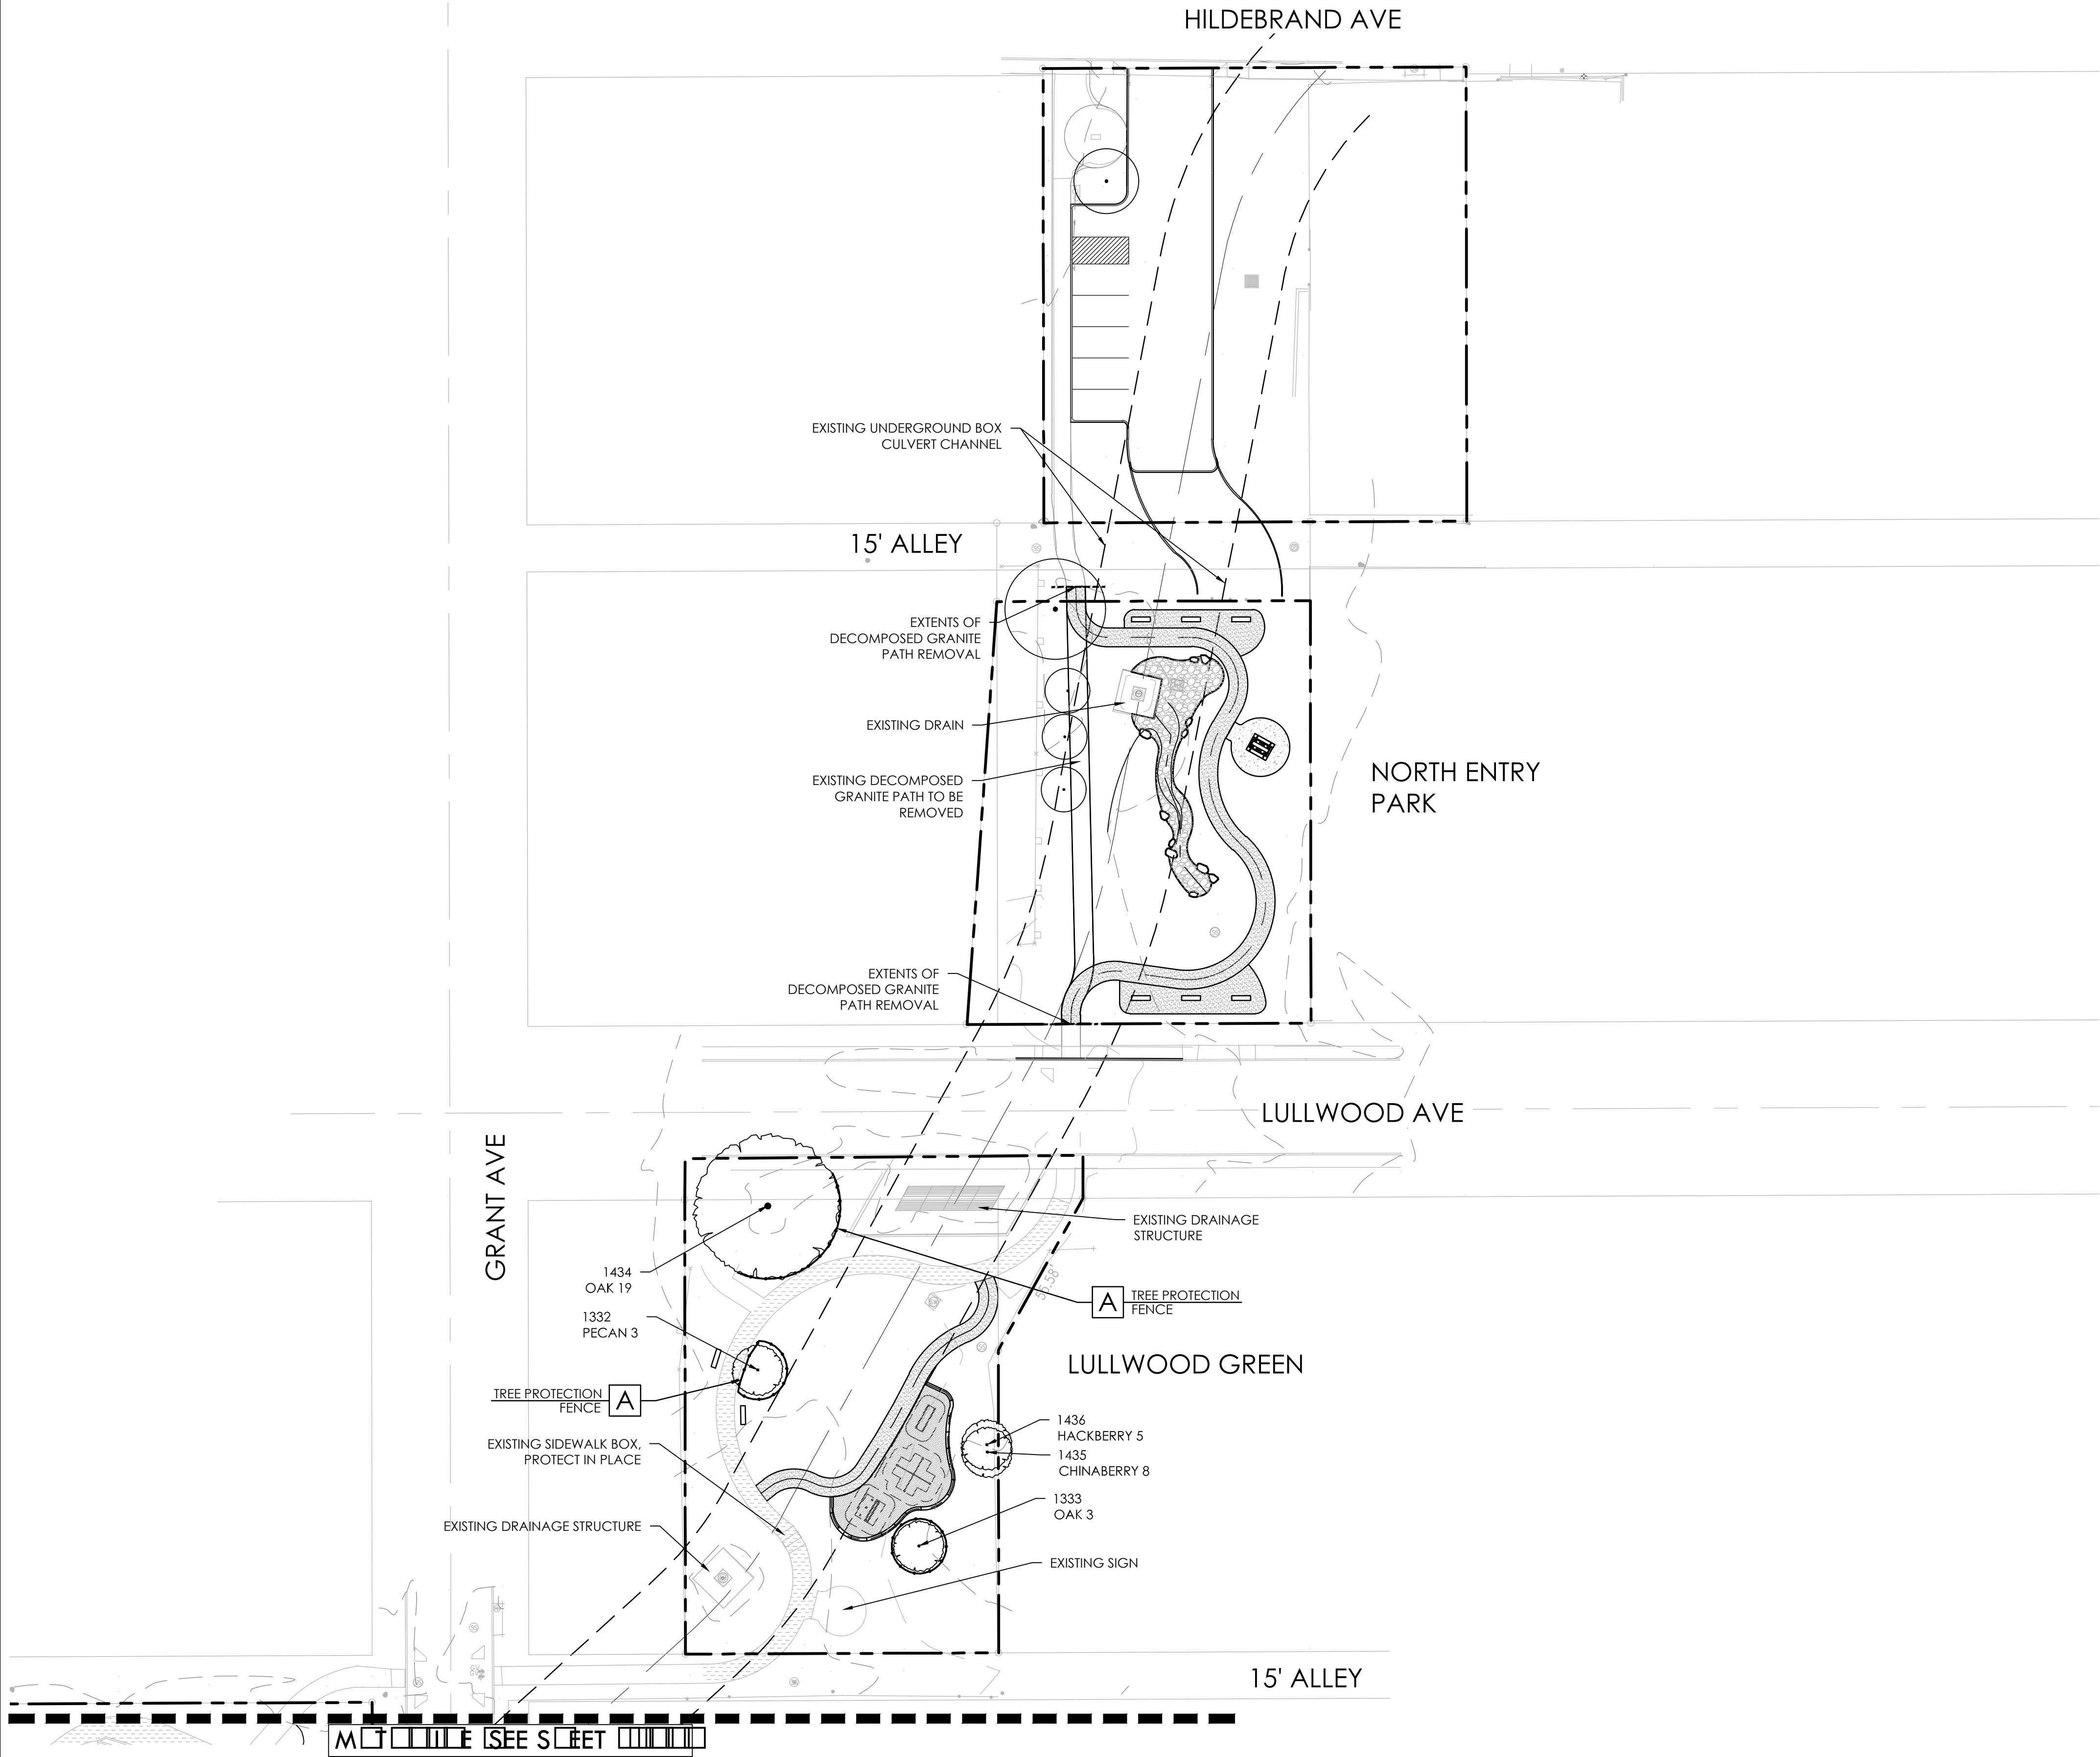 HILDEBRAND AVE
EXISTING UNDERGROUND BOX
CULVERT CHANNEL
15' ALLEY
EXTENTS OF
DECOMPOSED GRANITE
PATH REMOVAL
EXISTING DRAIN
EXISTING DECOMPOSED
GRANITE PATH TO BE
REMOVED
NORTH ENTRY
PARK
EXTENTS OF
DECOMPOSED GRANITE
PATH REMOVAL
LULLWOOD AVE
GRANT AVE
EXISTING DRAINAGE
STRUCTURE
1434
OAK 19
55.58'
A
TREE PROTECTION
FENCE
1332
PECAN 3
LULLWOOD GREEN
TREE PROTECTION
FENCE
A
1436
HACKBERRY 5
EXISTING SIDEWALK BOX,
PROTECT IN PLACE
1435
CHINABERRY 8
1333
OAK 3
EXISTING DRAINAGE STRUCTURE
EXISTING SIGN
15' ALLEY
SEE